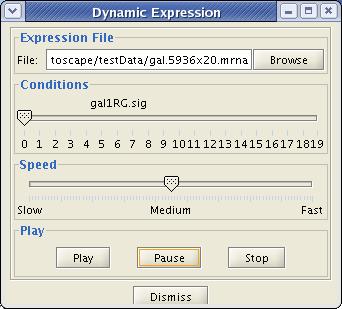 Dynamic Expression
Expression File
File: toscape/testData/gal.5936x20.mrna Browse
Conditions
gal1RG.sig
0 1 2 3 4 5 6 7 8 9 10 11 12 13 14 15 16 17 18 19
Speed
Slow Medium Fast
Play
Play Pause Stop
Dismiss